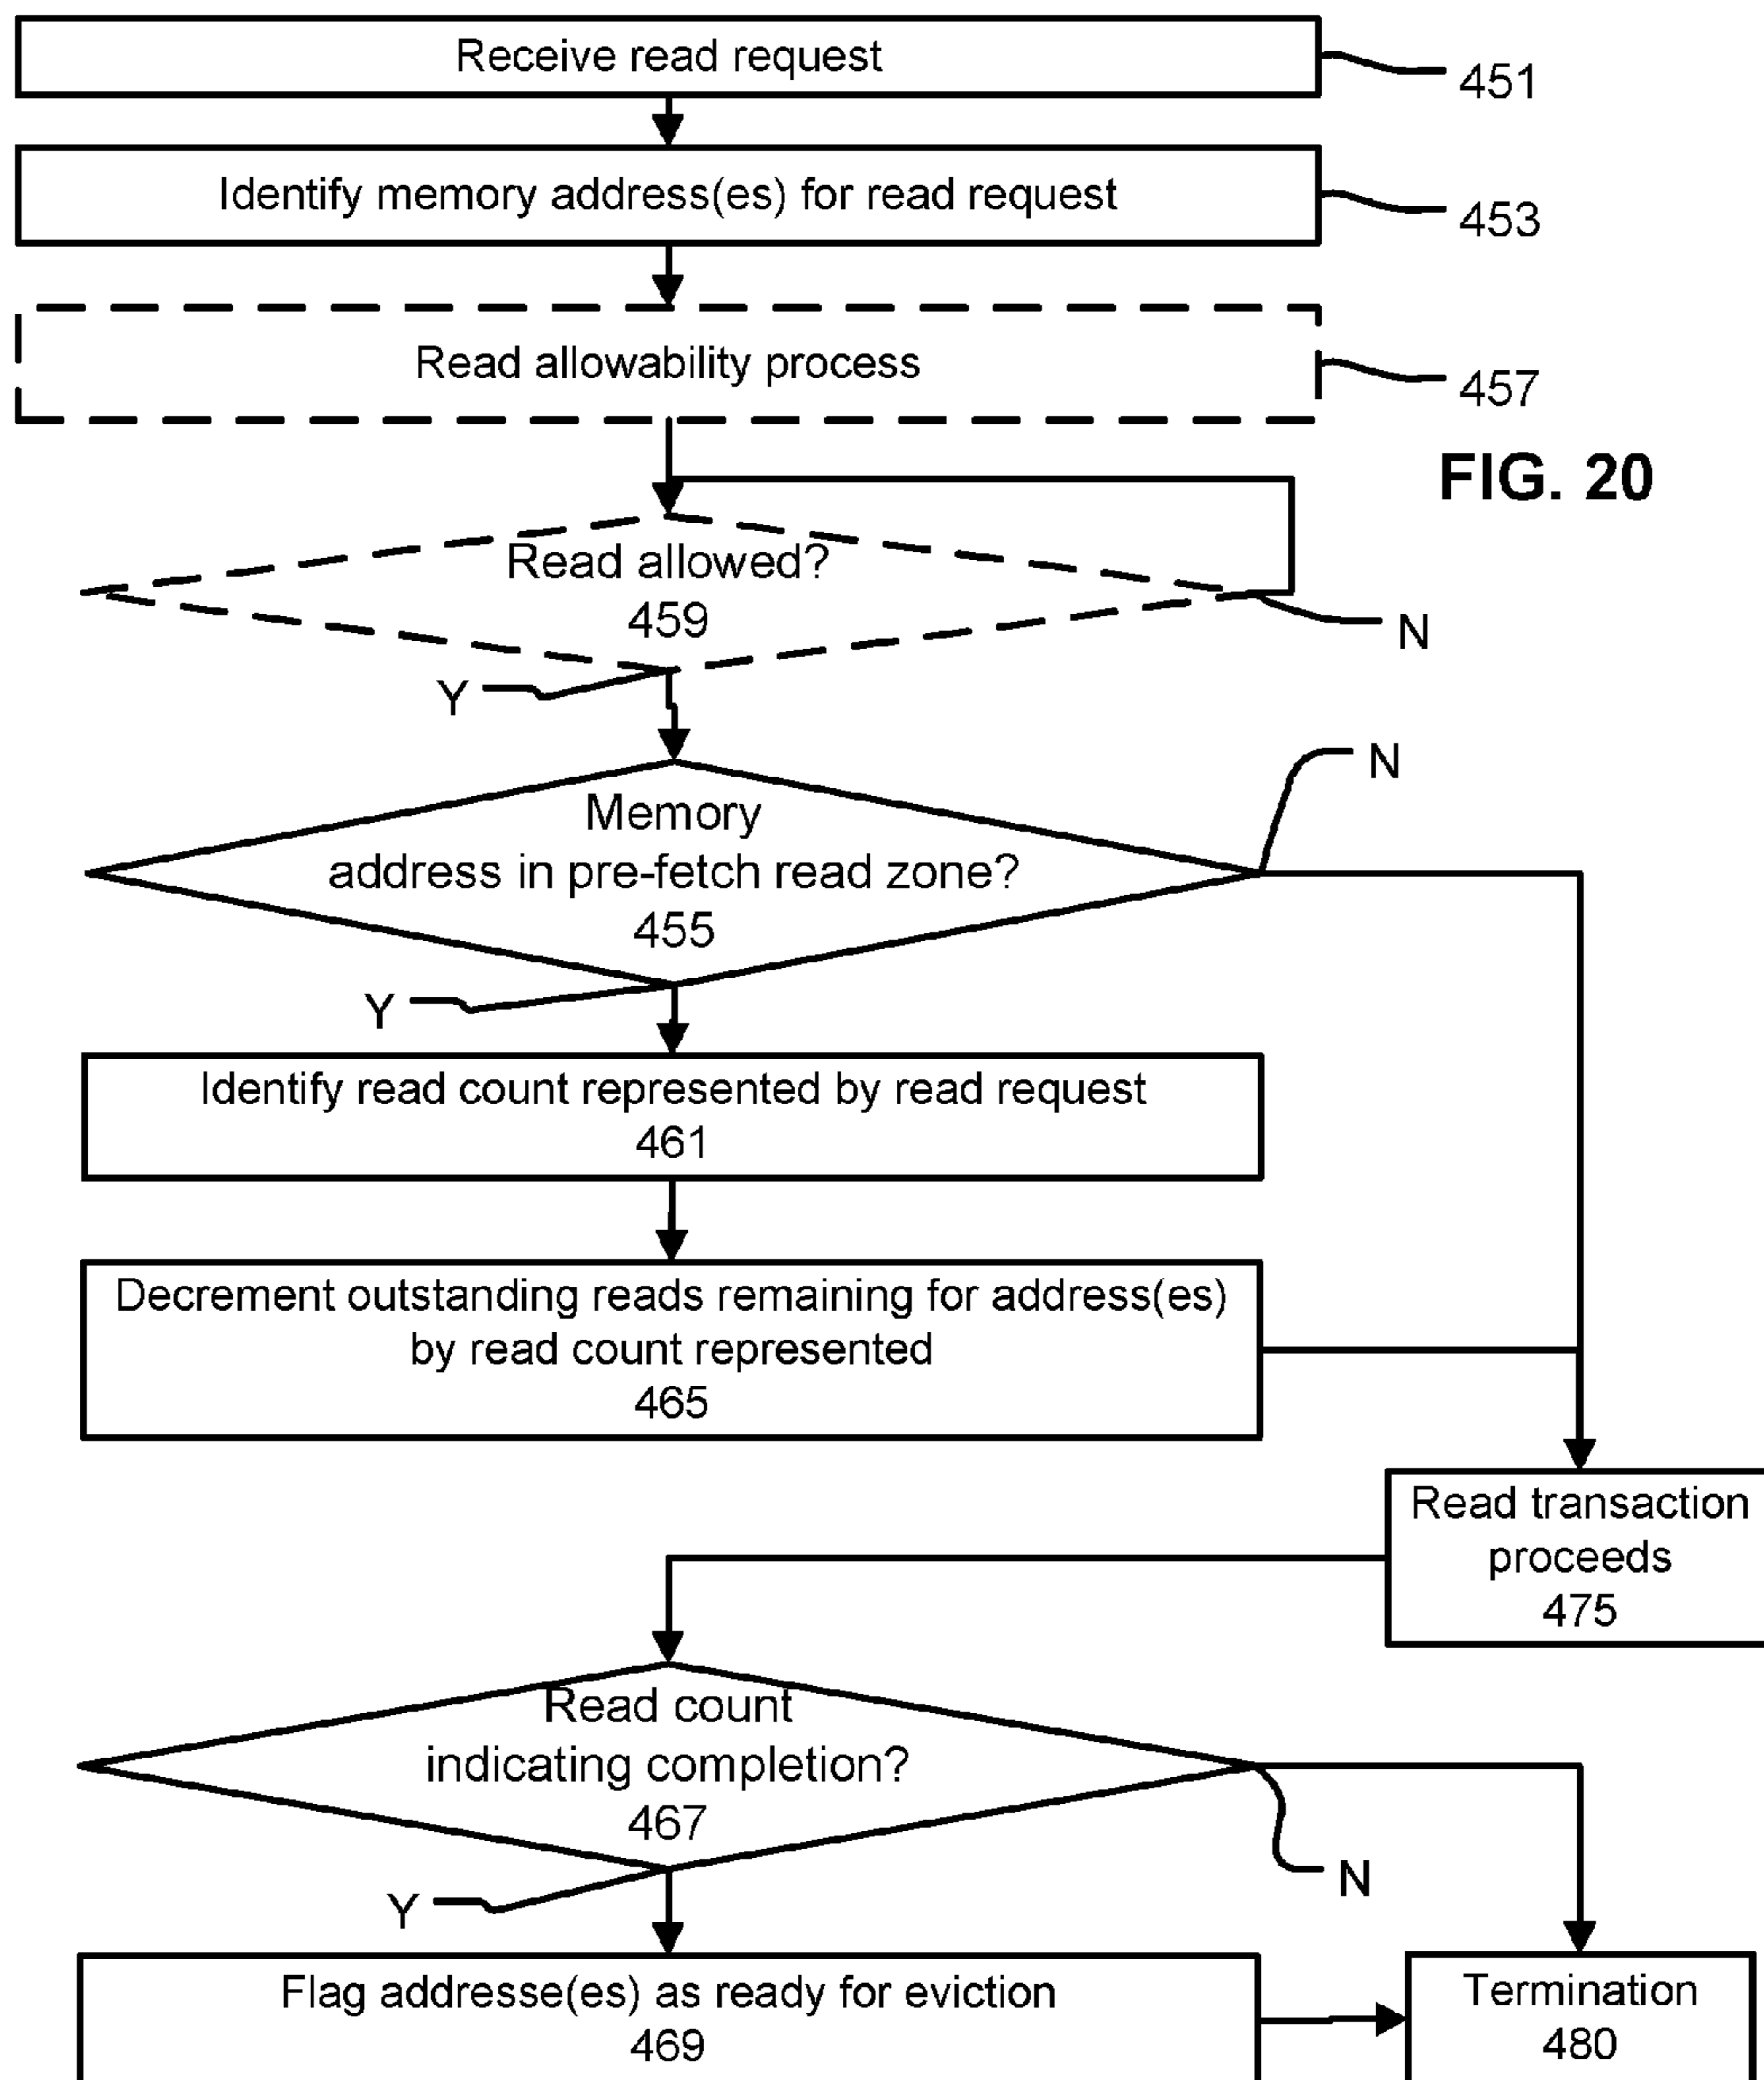 Receive read request
451
Identify memory address(es) for read request
453
Read allowability process
457
FIG. 20
Read allowed?
459
N
Y
N
Memory
address in pre-fetch read zone?
455
Y
Identify read count represented by read request
461
Decrement outstanding reads remaining for address(es)
by read count represented
465
Read transaction
proceeds
475
Read count
indicating completion?
467
N
Y
Flag addresse(es) as ready for eviction
469
Termination
480